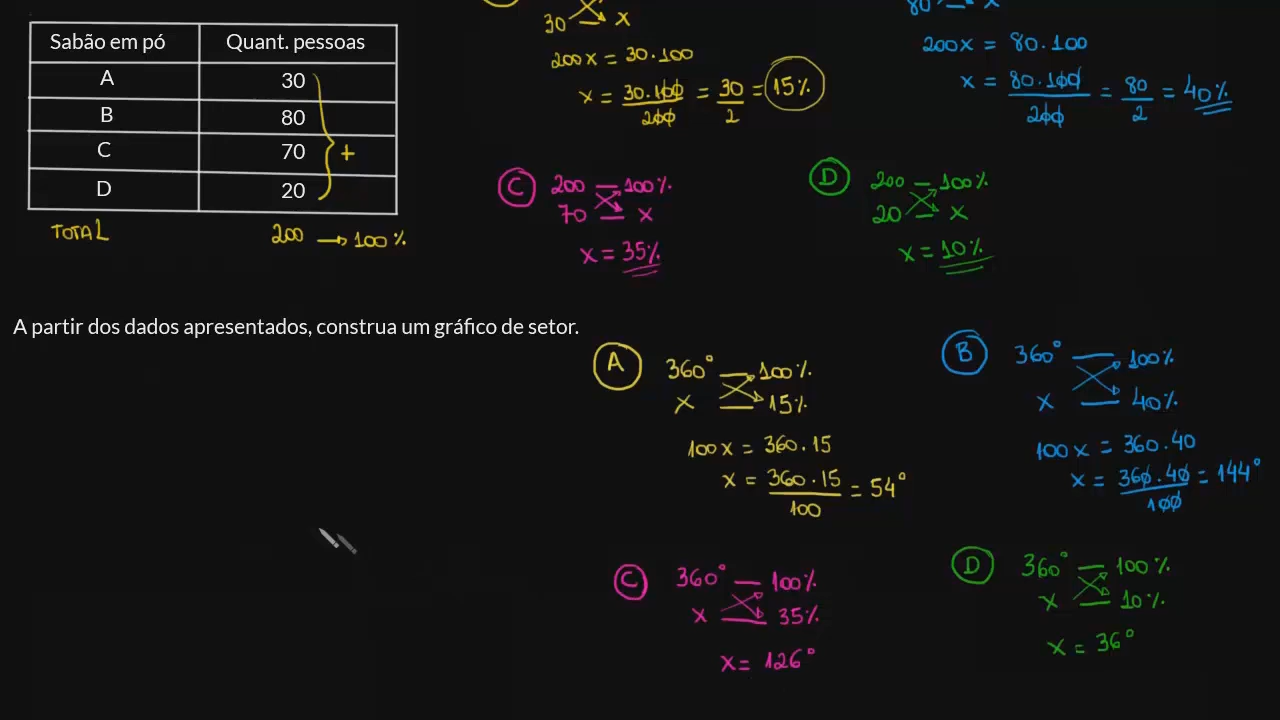 Sabão em pó Quant. pessoas
A 30
B 80
C 70
D 20
+
TOTAL 200 → 100 %
A partir dos dados apresentados, construa um gráfico de setor.
30 — x
200x = 30.100
x = 30.100 / 200 = 30 / 2 = 15%
80 — x
200x = 80.100
x = 80.100 / 200 = 80 / 2 = 40%
C 200 — 100%
70 — x
x = 35%
D 200 — 100%
20 — x
x = 10%
A 360° — 100%
x — 15%
100x = 360.15
x = 360.15 / 100 = 54°
B 360° — 100%
x — 40%
100x = 360.40
x = 360.40 / 100 = 144°
C 360° — 100%
x — 35%
x = 126°
D 360° — 100%
x — 10%
x = 36°